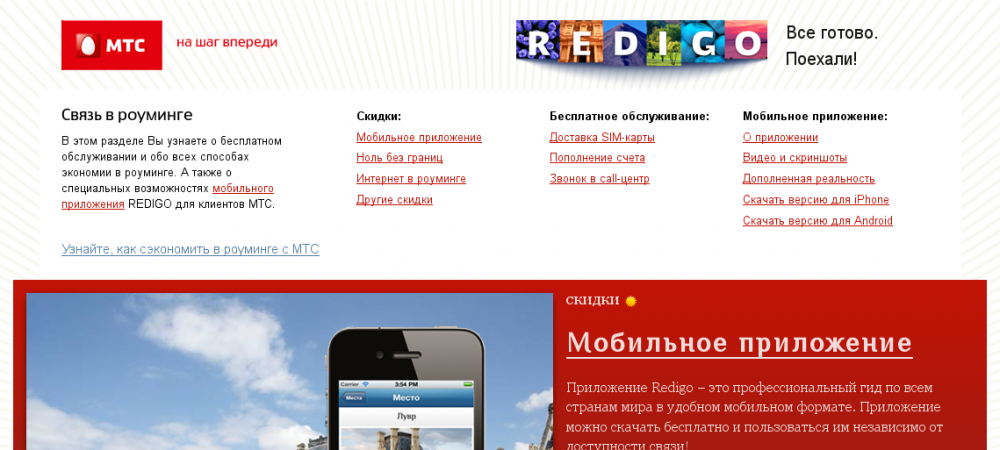 МТС
на шаг впереди
REDIGO
Все готово.
Поехали!
Связь в роуминге
В этом разделе Вы узнаете о бесплатном
обслуживании и обо всех способах
экономии в роуминге. А также о
специальных возможностях мобильного
приложения REDIGO для клиентов МТС.
Узнайте, как сэкономить в роуминге с МТС
Скидки:
Мобильное приложение
Ноль без границ
Интернет в роуминге
Другие скидки
Бесплатное обслуживание:
Доставка SIM-карты
Пополнение счета
Звонок в call-центр
Мобильное приложение:
О приложении
Видео и скриншоты
Дополненная реальность
Скачать версию для iPhone
Скачать версию для Android
Carrier 3:54 PM
Места Место
Лувр
СКИДКИ
Мобильное приложение
Приложение Redigo – это профессиональный гид по всем
странам мира в удобном мобильном формате. Приложение
можно скачать бесплатно и пользоваться им независимо от
доступности связи!